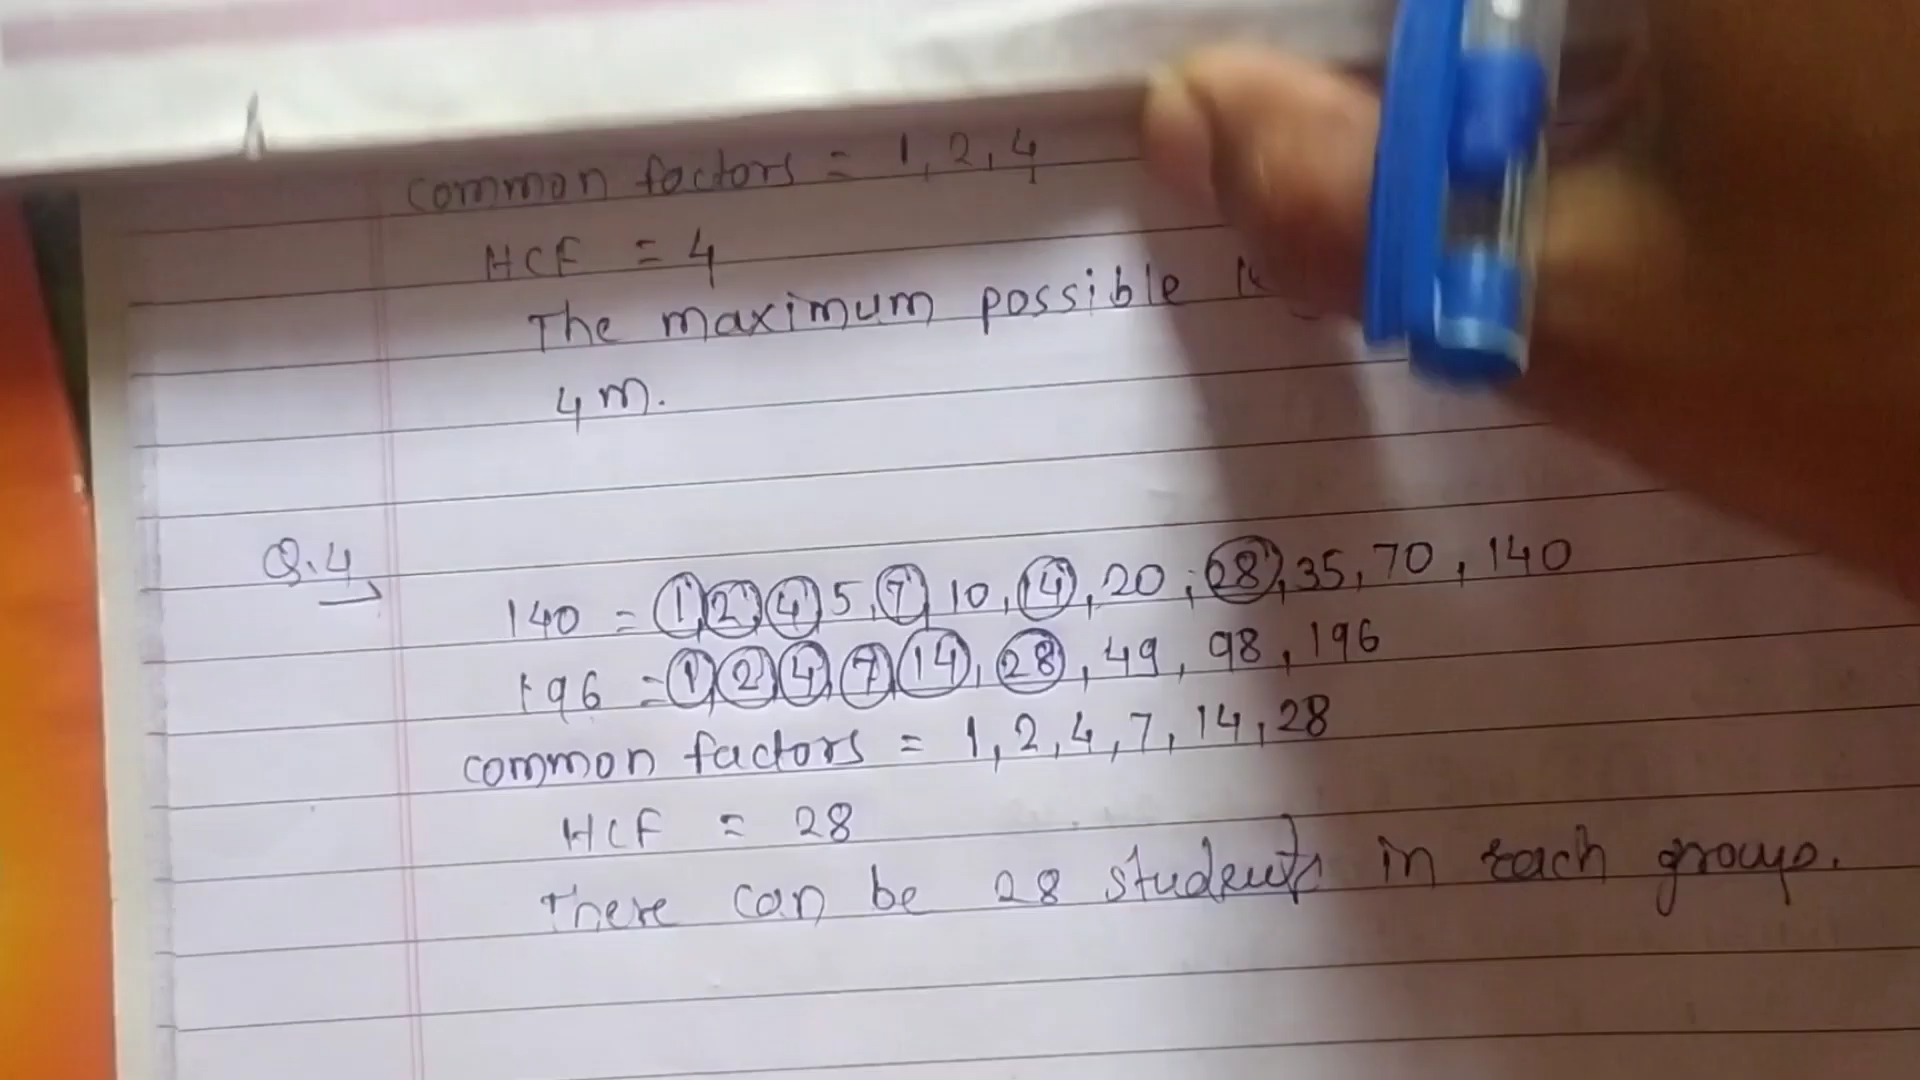 common factors = 1, 2, 4
HCF = 4
The maximum possible
4 m.
Q.4
140 = 1, 2, 4, 5, 7, 10, 14, 20, 28, 35, 70, 140
196 = 1, 2, 4, 7, 14, 28, 49, 98, 196
common factors = 1, 2, 4, 7, 14, 28
HCF = 28
There can be 28 students in each group.